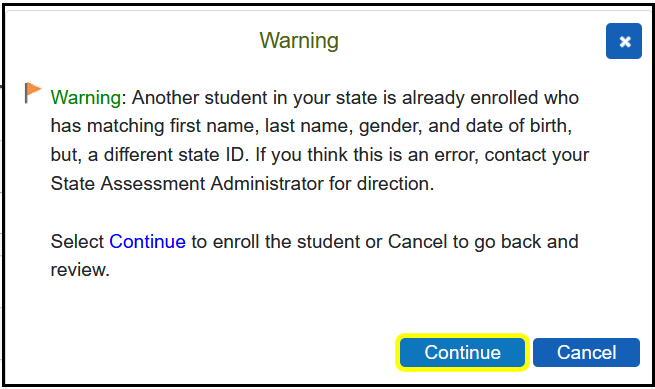 Warning
Warning: Another student in your state is already enrolled who
has matching first name, last name, gender, and date of birth,
but, a different state ID. If you think this is an error, contact your
State Assessment Administrator for direction.
Select Continue to enroll the student or Cancel to go back and
review.
Continue
Cancel